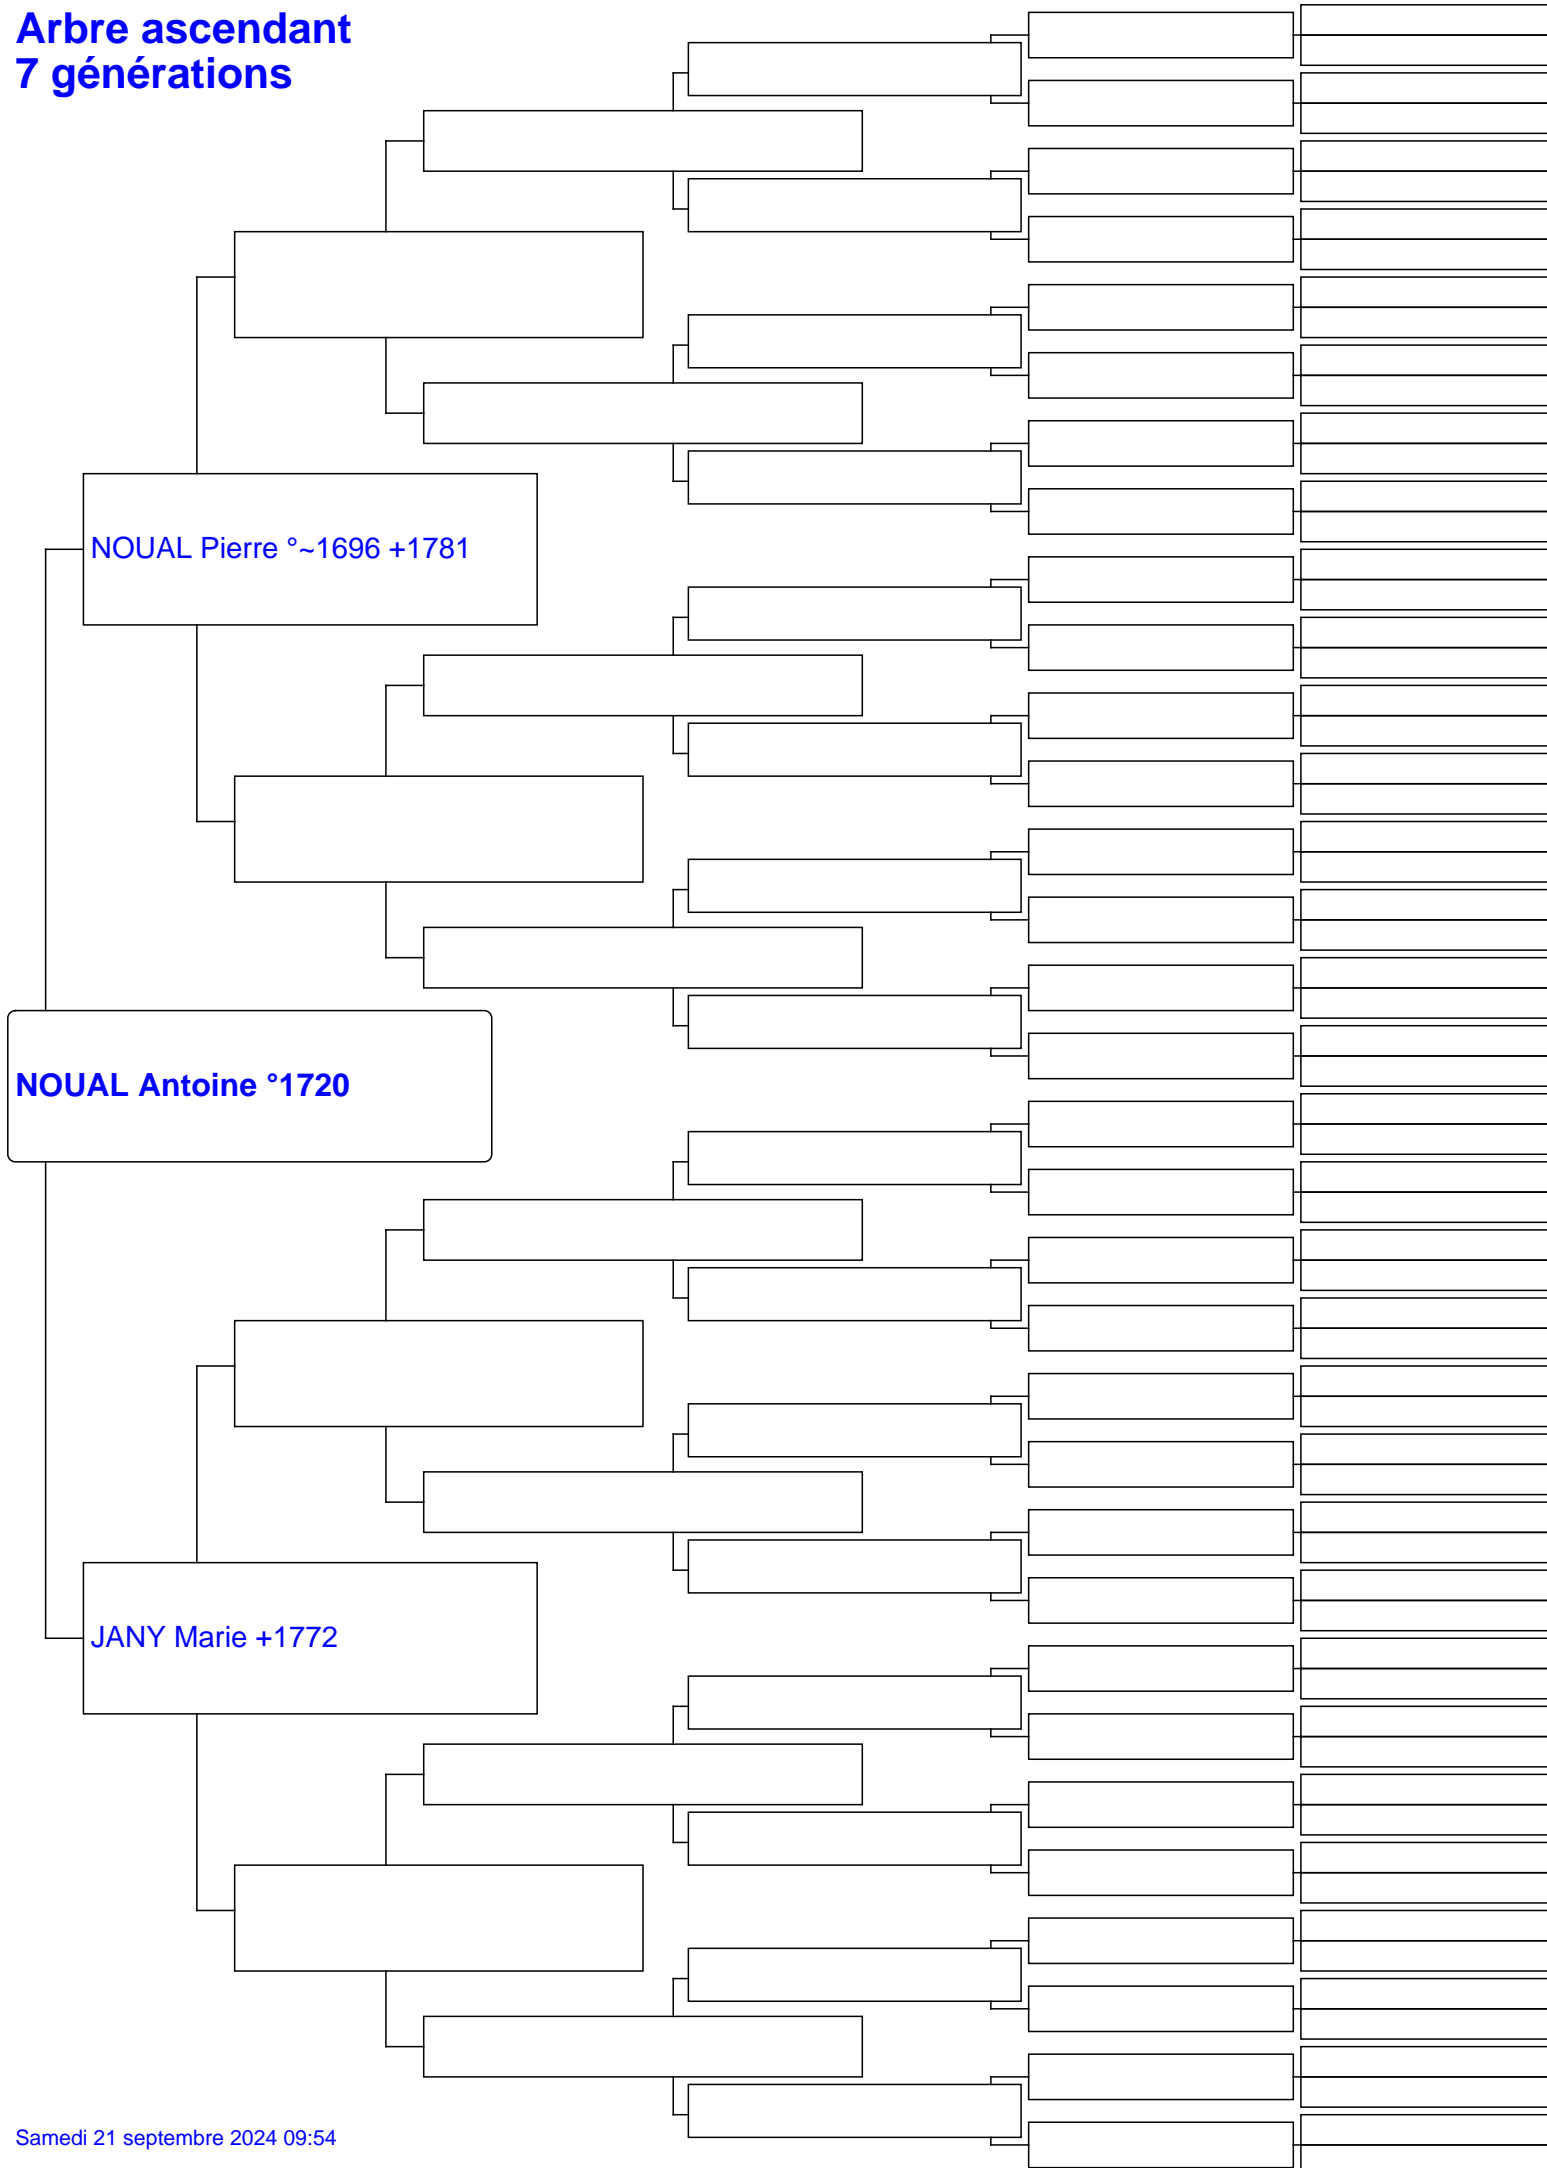 Arbre ascendant
7 générations
NOUAL Pierre °~1696 +1781
NOUAL Antoine °1720
JANY Marie +1772
Samedi 21 septembre 2024 09:54